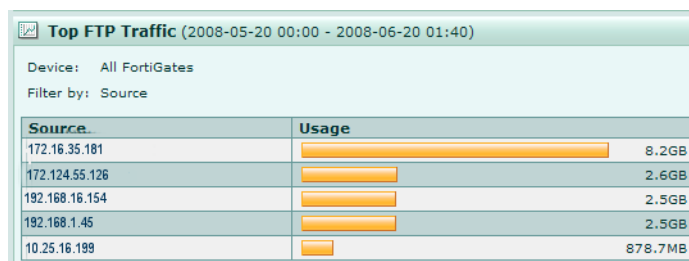 Top FTP Traffic (2008-05-20 00:00 - 2008-06-20 01:40)
Device: All FortiGates
Filter by: Source
Source Usage
172.16.35.181 8.2GB
172.124.55.126 2.6GB
192.168.16.154 2.5GB
192.168.1.45 2.5GB
10.25.16.199 878.7MB